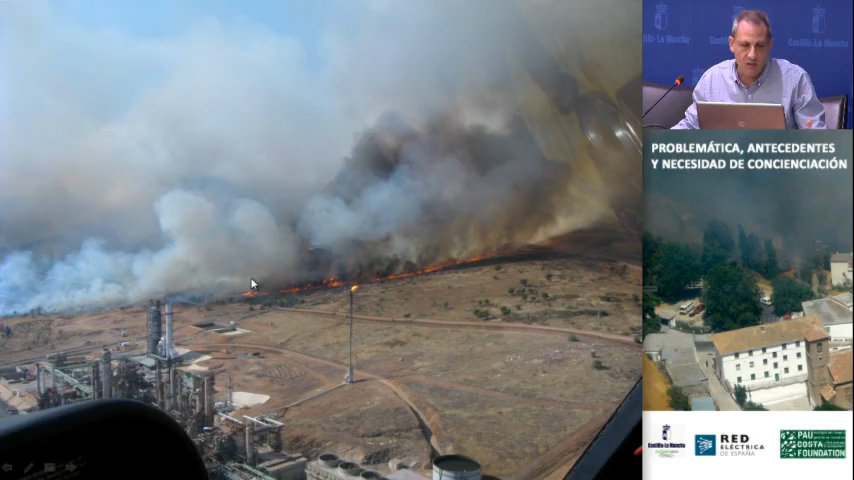 Castilla-La Mancha
Castilla-La Mancha
PROBLEMÁTICA, ANTECEDENTES
Y NECESIDAD DE CONCIENCIACIÓN
Castilla-La Mancha
RED
ELÉCTRICA
DE ESPAÑA
PAU
COSTA
FOUNDATION